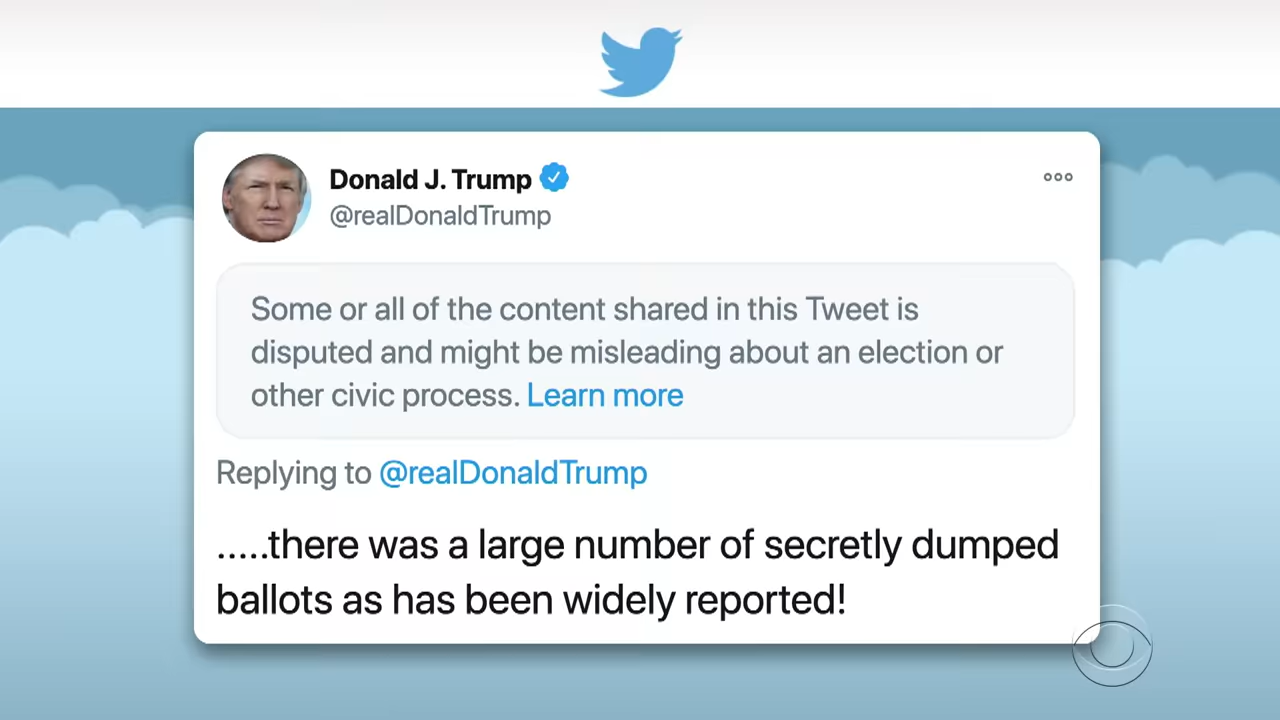 Donald J. Trump
@realDonaldTrump
Some or all of the content shared in this Tweet is
disputed and might be misleading about an election or
other civic process. Learn more
Replying to @realDonaldTrump
.....there was a large number of secretly dumped
ballots as has been widely reported!